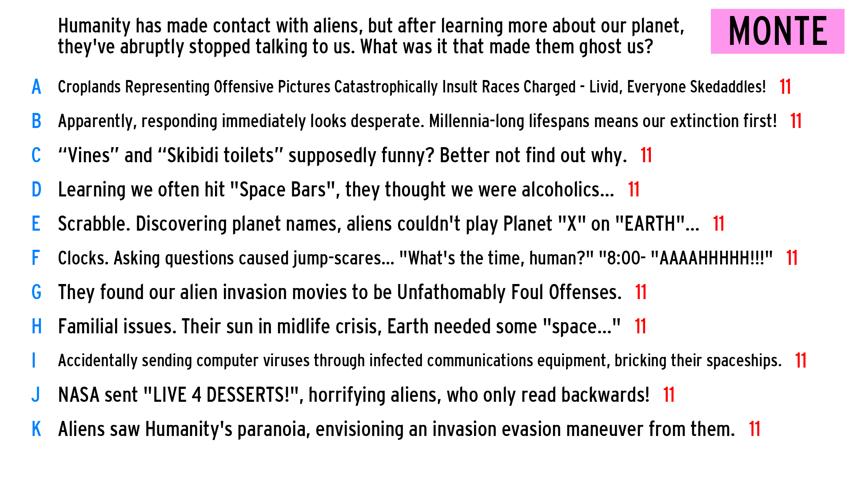 Humanity has made contact with aliens, but after learning more about our planet,
they've abruptly stopped talking to us. What was it that made them ghost us?
MONTE
A Croplands Representing Offensive Pictures Catastrophically Insult Races Charged - Livid, Everyone Skedaddles! 11
B Apparently, responding immediately looks desperate. Millennia-long lifespans means our extinction first! 11
C “Vines” and “Skibidi toilets” supposedly funny? Better not find out why. 11
D Learning we often hit "Space Bars", they thought we were alcoholics... 11
E Scrabble. Discovering planet names, aliens couldn't play Planet "X" on "EARTH"... 11
F Clocks. Asking questions caused jump-scares... "What's the time, human?" "8:00- "AAAAHHHHH!!!" 11
G They found our alien invasion movies to be Unfathomably Foul Offenses. 11
H Familial issues. Their sun in midlife crisis, Earth needed some "space..." 11
I Accidentally sending computer viruses through infected communications equipment, bricking their spaceships. 11
J NASA sent "LIVE 4 DESSERTS!", horrifying aliens, who only read backwards! 11
K Aliens saw Humanity's paranoia, envisioning an invasion evasion maneuver from them. 11